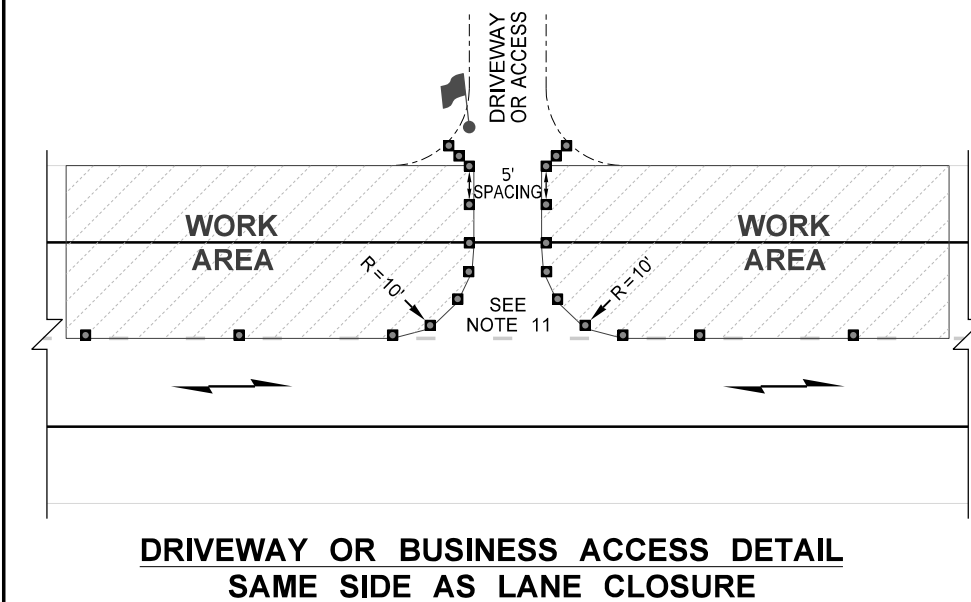 DRIVEWAY
OR ACCESS
5'
SPACING
WORK
AREA
WORK
AREA
R=10'
R=10'
SEE
NOTE 11
DRIVEWAY OR BUSINESS ACCESS DETAIL
SAME SIDE AS LANE CLOSURE